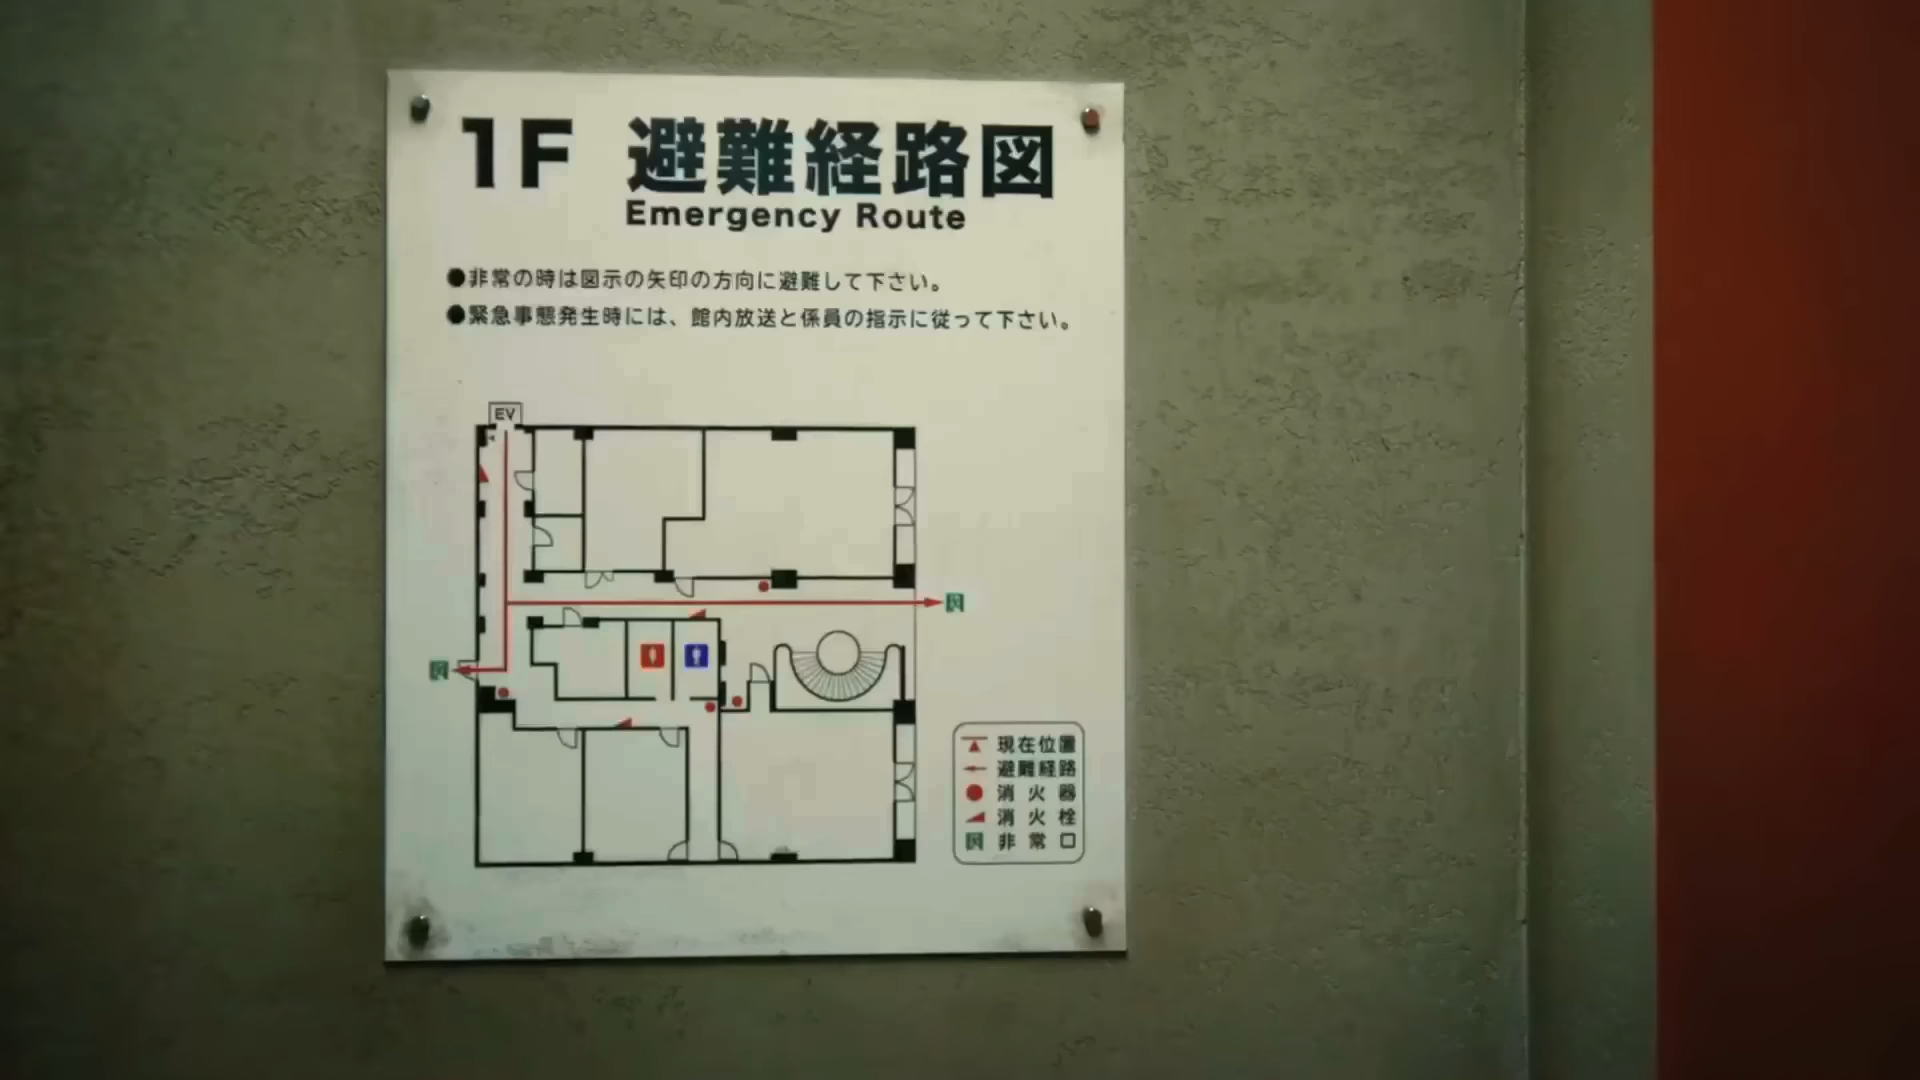 1F 避難経路図
Emergency Route
●非常の時は図示の矢印の方向に避難して下さい。
●緊急事態発生時には、館内放送と係員の指示に従って下さい。
EV
現在位置
避難経路
消火器
消火栓
非常口